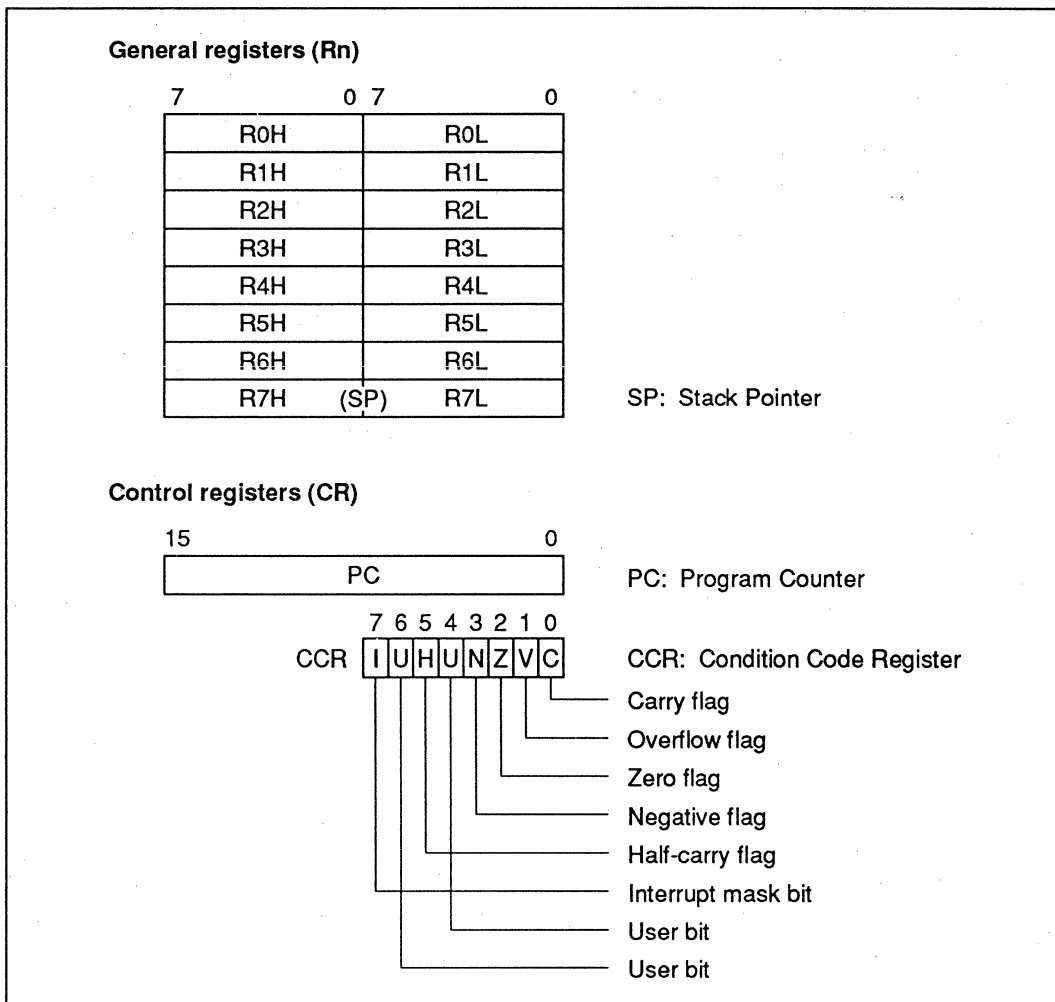 General registers (Rn)
7 0 7 0
R0H R0L
R1H R1L
R2H R2L
R3H R3L
R4H R4L
R5H R5L
R6H R6L
R7H (SP) R7L SP: Stack Pointer
Control registers (CR)
15 0
PC PC: Program Counter
7 6 5 4 3 2 1 0
CCR I U H U N Z V C CCR: Condition Code Register
Carry flag
Overflow flag
Zero flag
Negative flag
Half-carry flag
Interrupt mask bit
User bit
User bit